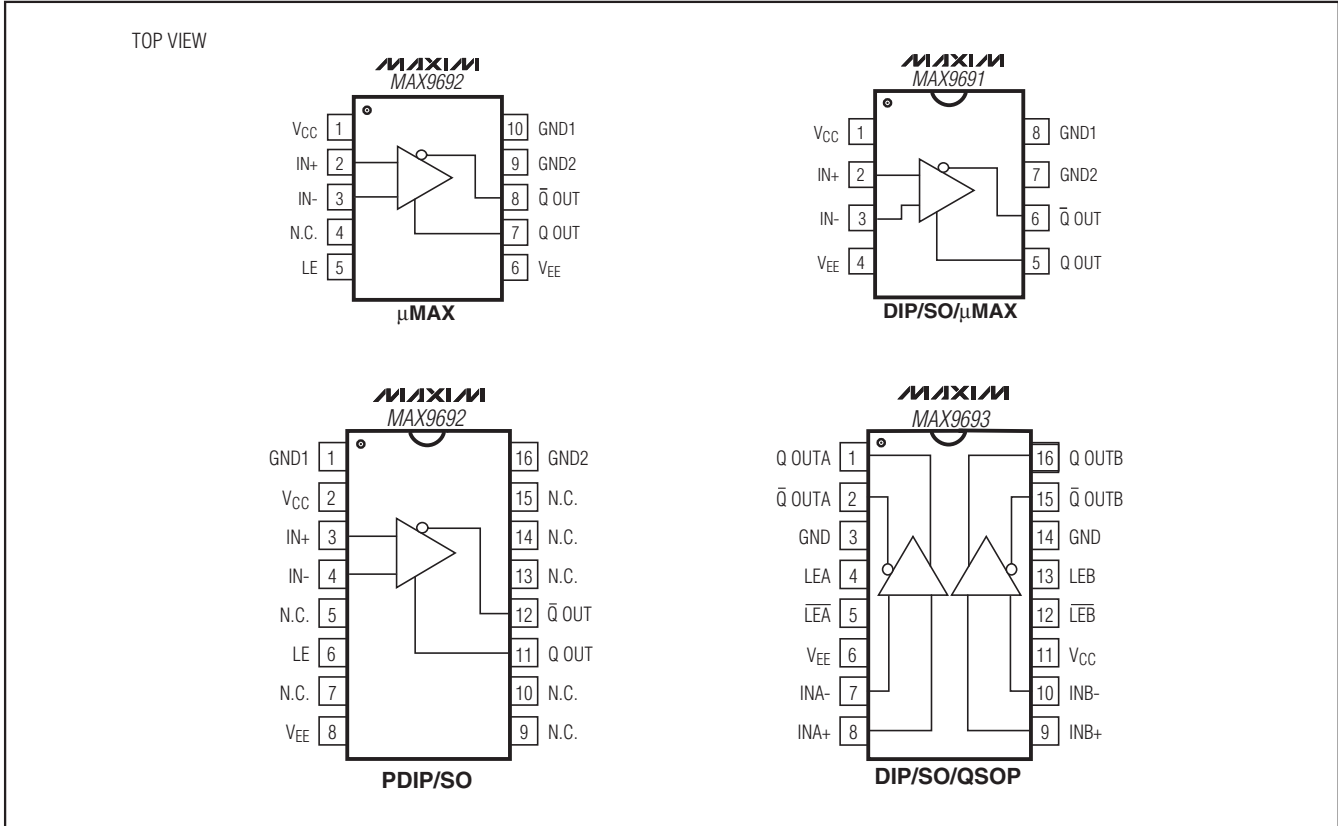 TOP VIEW
MAXIM
MAX9692
VCC 1
IN+ 2
IN- 3
N.C. 4
LE 5
10 GND1
9 GND2
8 Q̅ OUT
7 Q OUT
6 VEE
μMAX
MAXIM
MAX9691
VCC 1
IN+ 2
IN- 3
VEE 4
8 GND1
7 GND2
6 Q̅ OUT
5 Q OUT
DIP/SO/μMAX
MAXIM
MAX9692
GND1 1
VCC 2
IN+ 3
IN- 4
N.C. 5
LE 6
N.C. 7
VEE 8
16 GND2
15 N.C.
14 N.C.
13 N.C.
12 Q̅ OUT
11 Q OUT
10 N.C.
9 N.C.
PDIP/SO
MAXIM
MAX9693
Q OUTA 1
Q̅ OUTA 2
GND 3
LEA 4
L̅E̅A̅ 5
VEE 6
INA- 7
INA+ 8
16 Q OUTB
15 Q̅ OUTB
14 GND
13 LEB
12 L̅E̅B̅
11 VCC
10 INB-
9 INB+
DIP/SO/QSOP